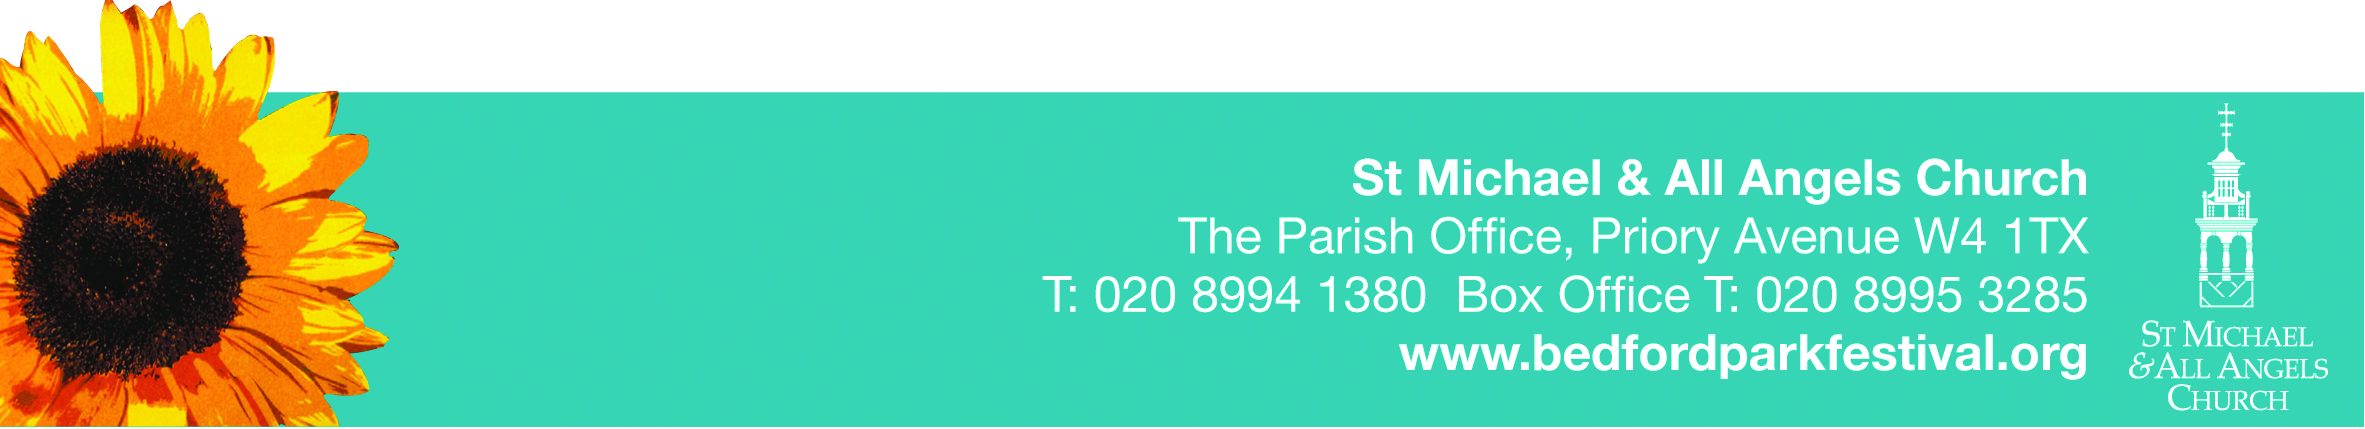 St Michael & All Angels Church
The Parish Office, Priory Avenue W4 1TX
T: 020 8994 1380  Box Office T: 020 8995 3285
www.bedfordparkfestival.org
ST MICHAEL
& ALL ANGELS
CHURCH